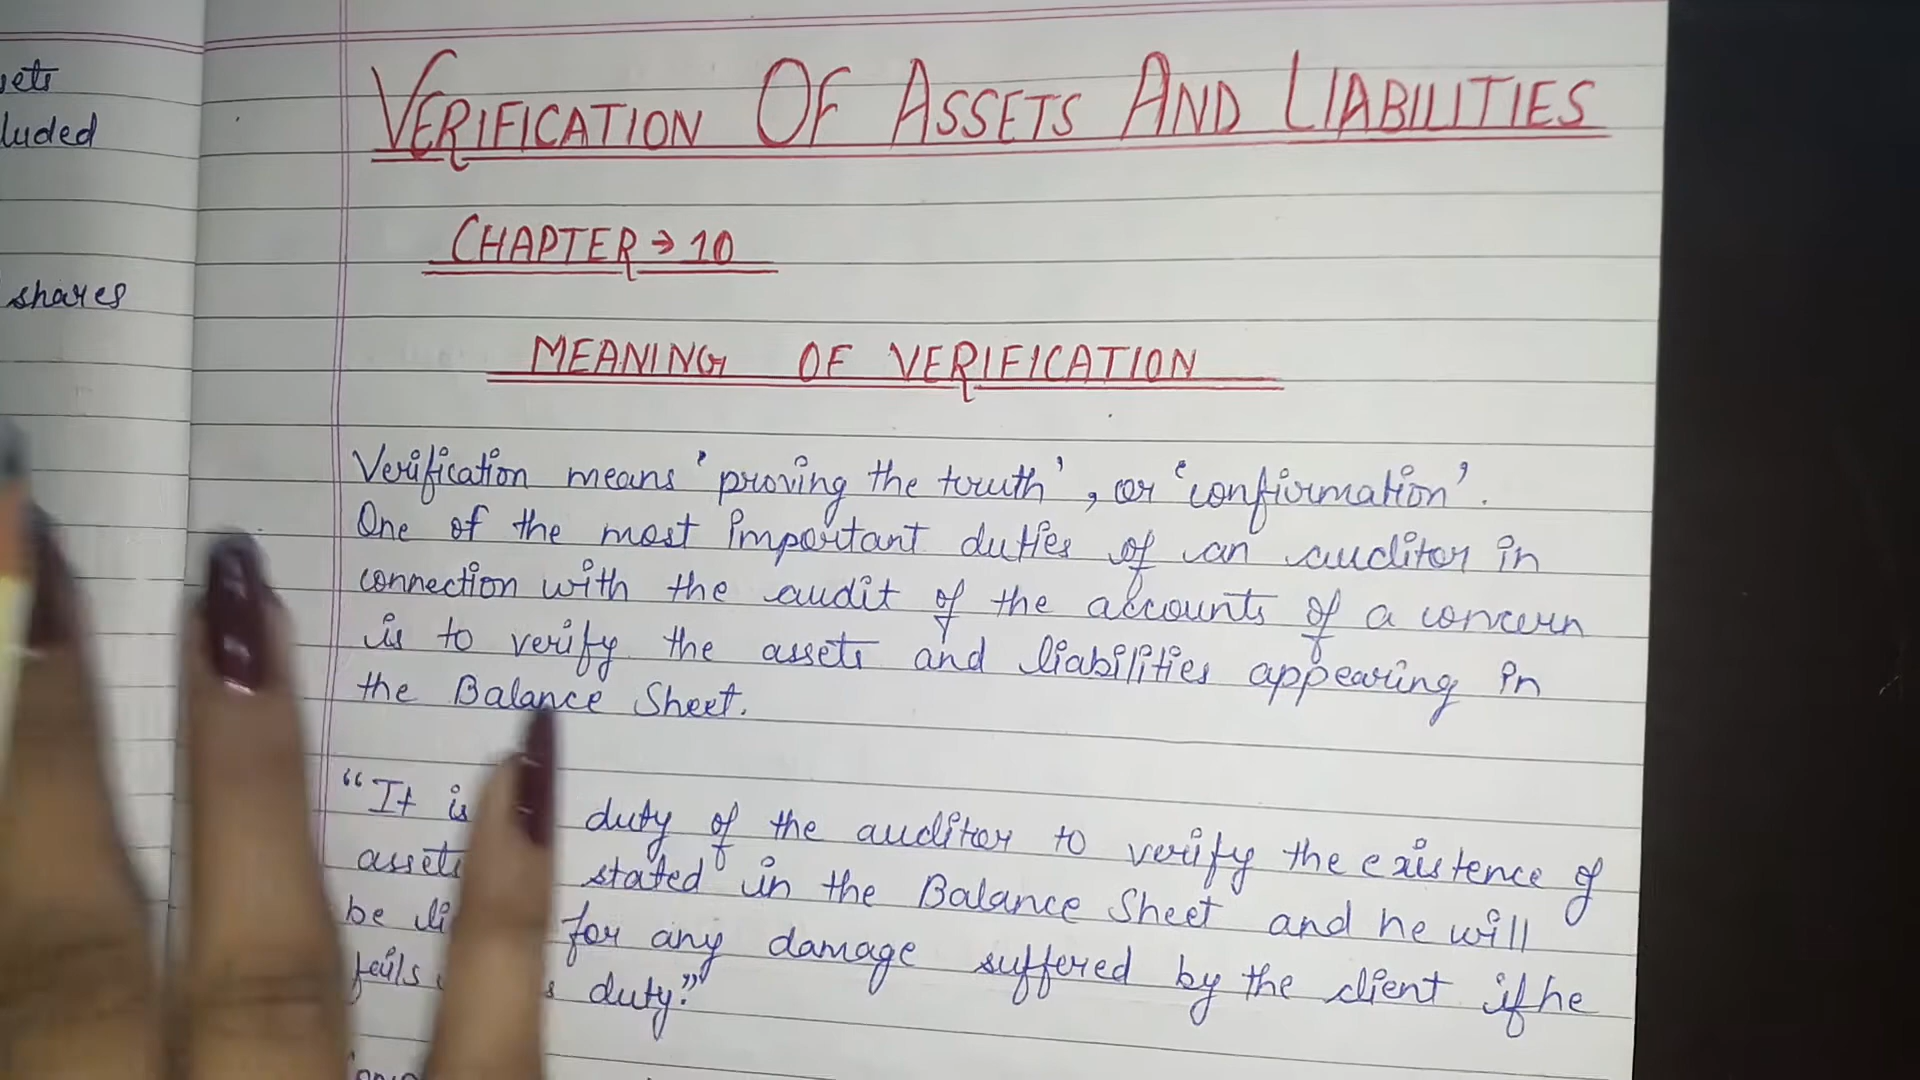 sets
luded
shares
VERIFICATION OF ASSETS AND LIABILITIES
CHAPTER → 10
MEANING OF VERIFICATION
Verification means 'proving the truth', or 'confirmation'.
One of the most important duties of an auditor in
connection with the audit of the accounts of a concern
is to verify the assets and liabilities appearing in
the Balance Sheet.
"It is duty of the auditor to verify the existence of
assets stated in the Balance Sheet and he will
be for any damage suffered by the client if he
fails duty."